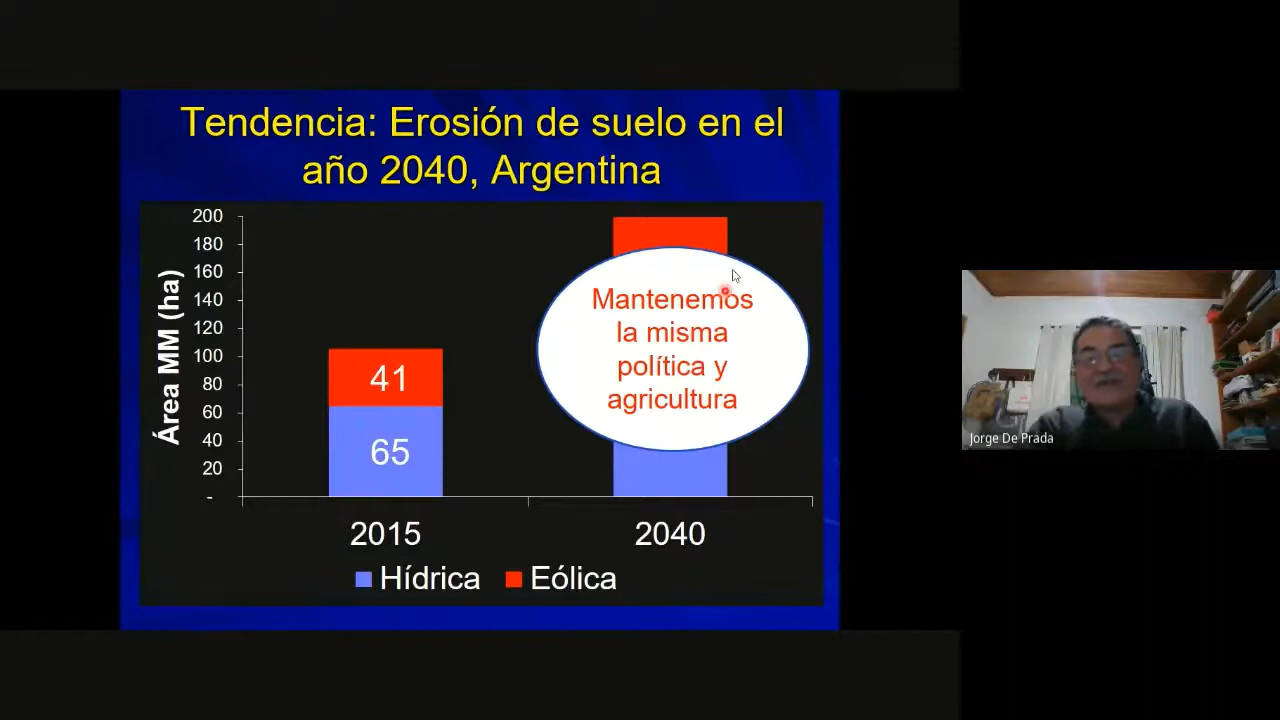 Tendencia: Erosión de suelo en el
año 2040, Argentina
Área MM (ha)
200
180
160
140
120
100
80
60
40
20
-
41
65
Mantenemos
la misma
política y
agricultura
2015
2040
Hídrica
Eólica
Jorge De Prada